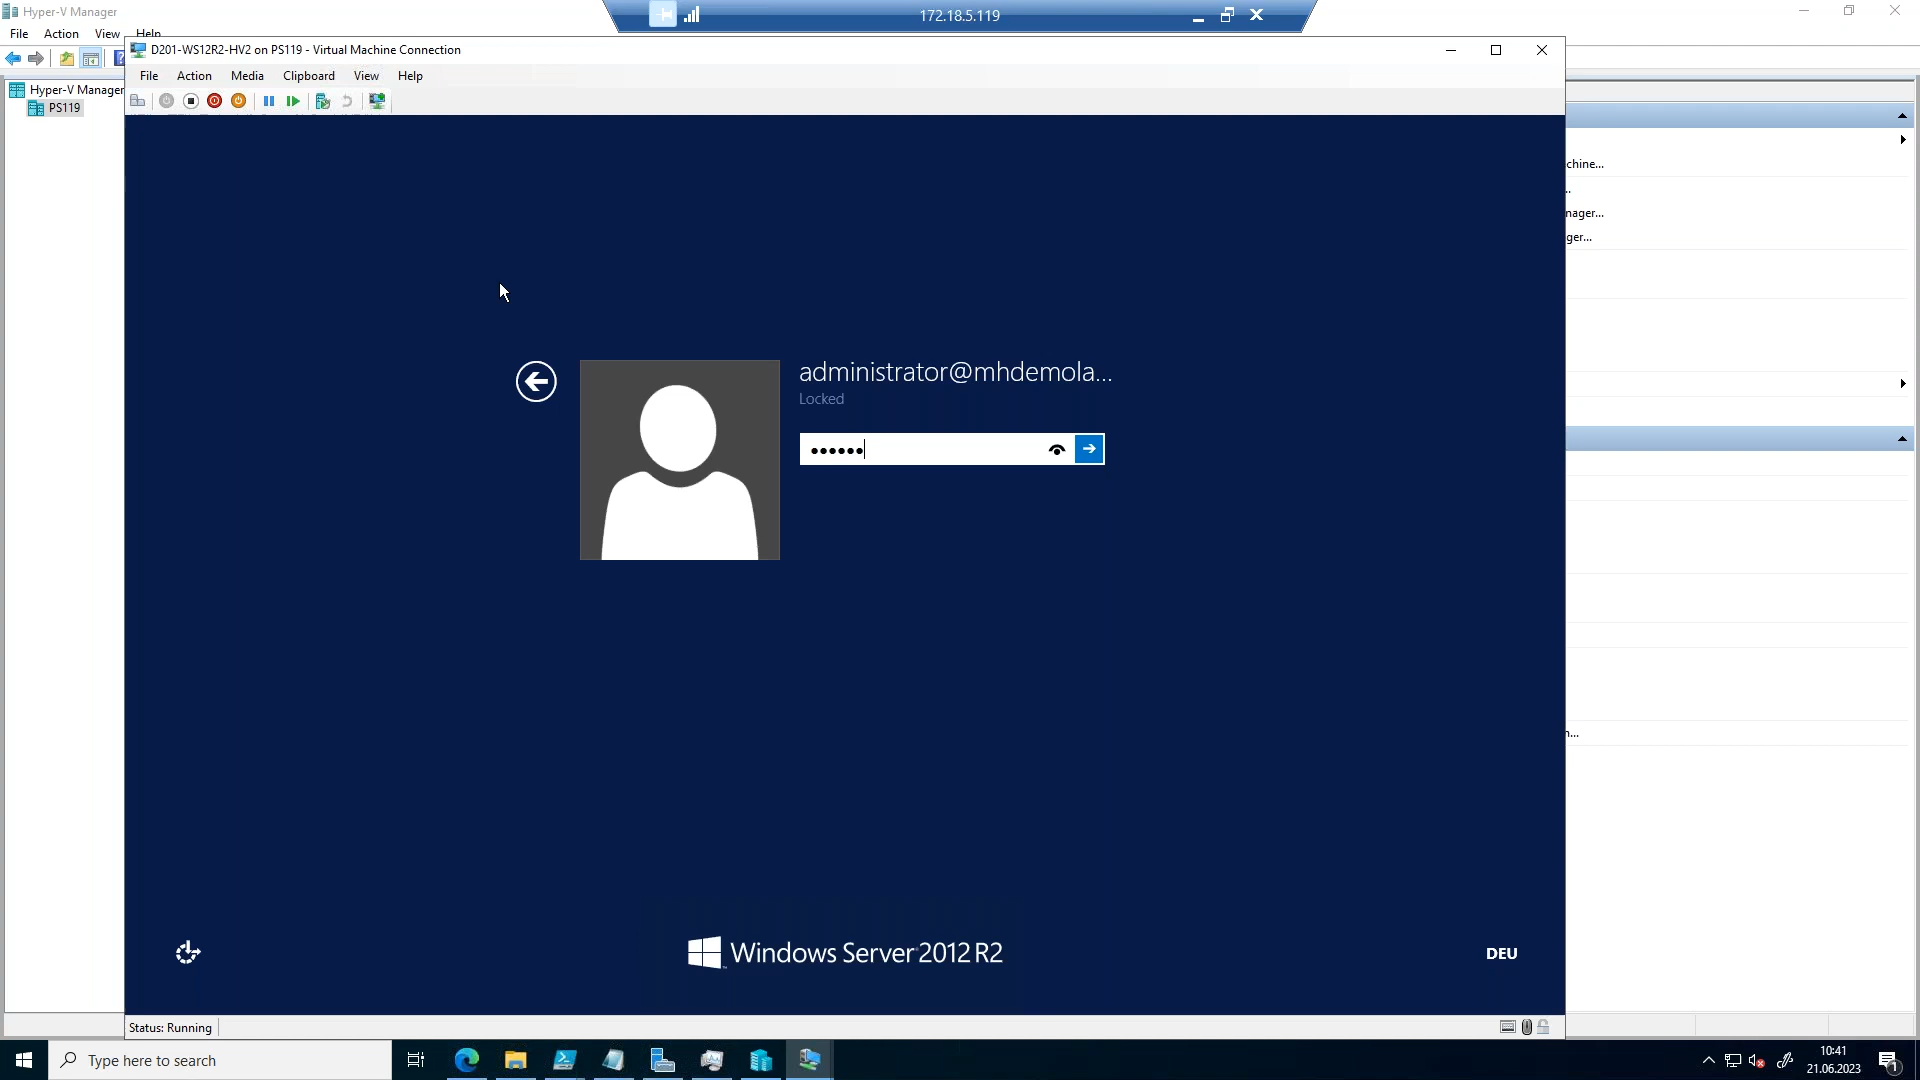 Hyper-V Manager
172.18.5.119
File Action View Help
D201-WS12R2-HV2 on PS119 - Virtual Machine Connection
File Action Media Clipboard View Help
Hyper-V Manager
PS119
chine...
...
nager...
ger...
administrator@mhdemola...
Locked
n...
Windows Server 2012 R2
DEU
Status: Running
Type here to search
10:41
21.06.2023
1